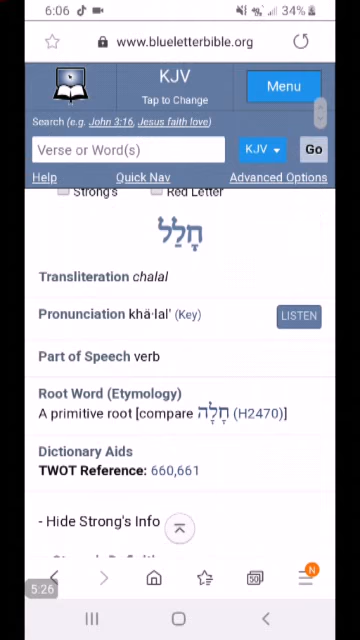 6:06
34%
www.blueletterbible.org
KJV
Tap to Change
Menu
Search (e.g. John 3:16, Jesus faith love)
Verse or Word(s)
KJV
Go
Help Quick Nav Advanced Options
Strong's Red Letter
חָלַל
Transliteration chalal
Pronunciation khä·lal' (Key)
LISTEN
Part of Speech verb
Root Word (Etymology)
A primitive root [compare חָלָה (H2470)]
Dictionary Aids
TWOT Reference: 660,661
- Hide Strong's Info
5:26
50
N